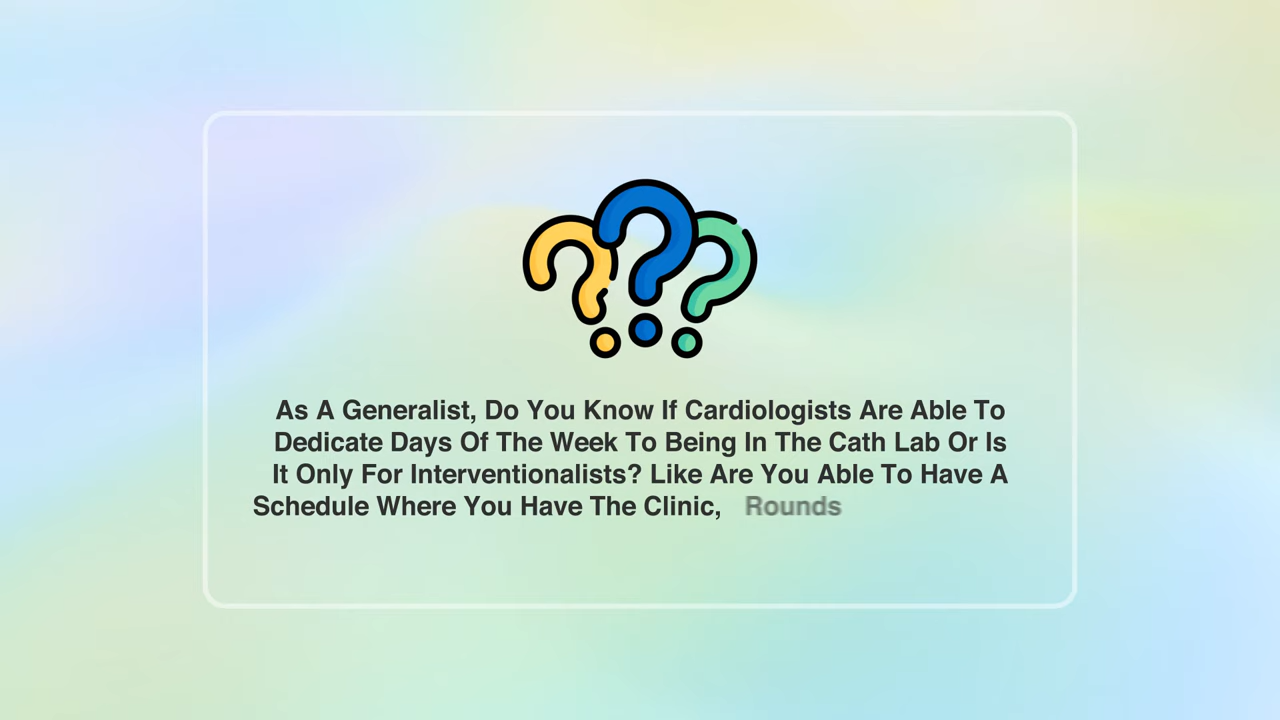 As A Generalist, Do You Know If Cardiologists Are Able To
Dedicate Days Of The Week To Being In The Cath Lab Or Is
It Only For Interventionalists? Like Are You Able To Have A
Schedule Where You Have The Clinic, Rounds